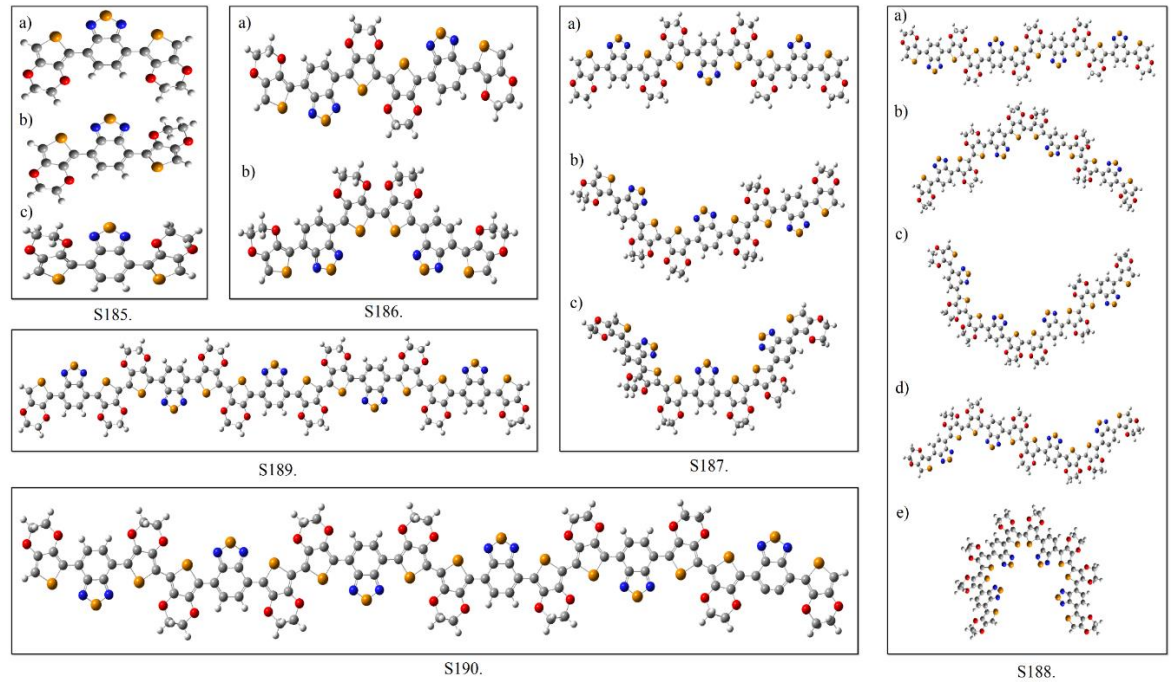 a)
b)
c)
S185.
a)
b)
S186.
a)
b)
c)
S187.
a)
b)
c)
d)
e)
S188.
S189.
S190.